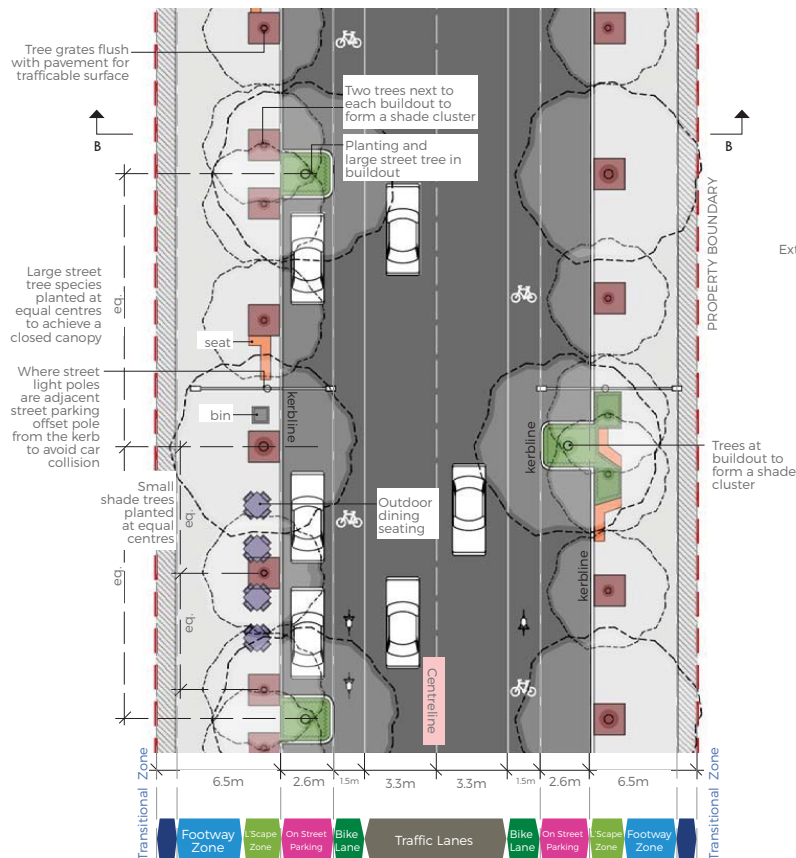 Tree grates flush
with pavement for
trafficable surface
Two trees next to
each buildout to
form a shade cluster
Planting and
large street tree in
buildout
B
B
PROPERTY BOUNDARY
Ext
Large street
tree species
planted at
equal centres
to achieve a
closed canopy
eq.
seat
Where street
light poles
are adjacent
street parking
offset pole
from the kerb
to avoid car
collision
bin
kerbline
kerbline
Trees at
buildout to
form a shade
cluster
Small
shade trees
planted
at equal
centres
eq.
Outdoor
dining
seating
kerbline
eq.
eq.
Centreline
Transitional Zone
6.5m
2.6m
1.5m
3.3m
3.3m
1.5m
2.6m
6.5m
Transitional Zone
Footway
Zone
L'Scape
Zone
On Street
Parking
Bike
Lane
Traffic Lanes
Bike
Lane
On Street
Parking
L'Scape
Zone
Footway
Zone